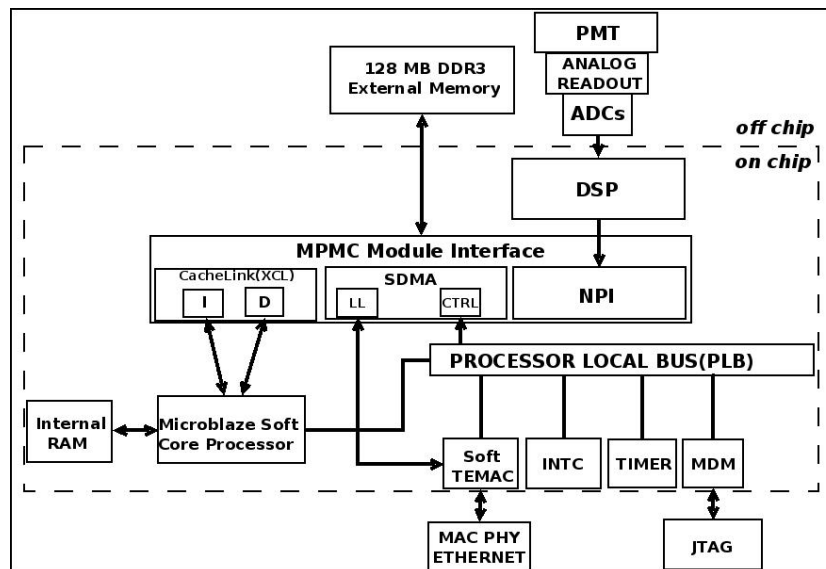 PMT
ANALOG
READOUT
ADCs
128 MB DDR3
External Memory
off chip
on chip
DSP
MPMC Module Interface
CacheLink(XCL)
I
D
SDMA
LL
CTRL
NPI
PROCESSOR LOCAL BUS(PLB)
Internal
RAM
Microblaze Soft
Core Processor
Soft
TEMAC
INTC
TIMER
MDM
MAC PHY
ETHERNET
JTAG